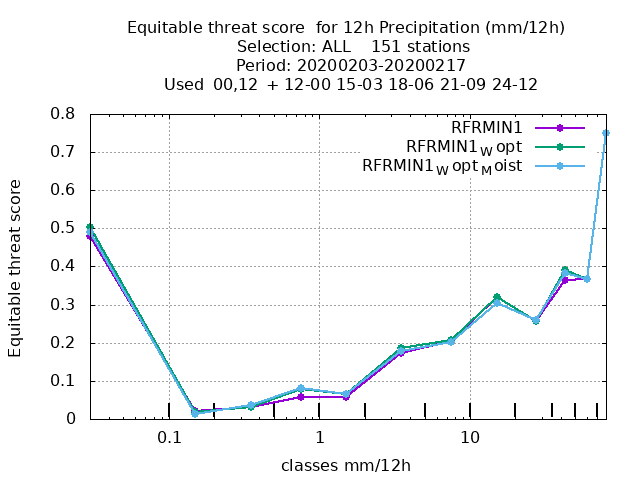 Equitable threat score  for 12h Precipitation (mm/12h)
Selection: ALL    151 stations
Period: 20200203-20200217
Used  00,12  + 12-00 15-03 18-06 21-09 24-12
RFRMIN1
RFRMIN1Wopt
RFRMIN1WoptMoist
Equitable threat score
0.8
0.7
0.6
0.5
0.4
0.3
0.2
0.1
0
0.1 1 10
classes mm/12h